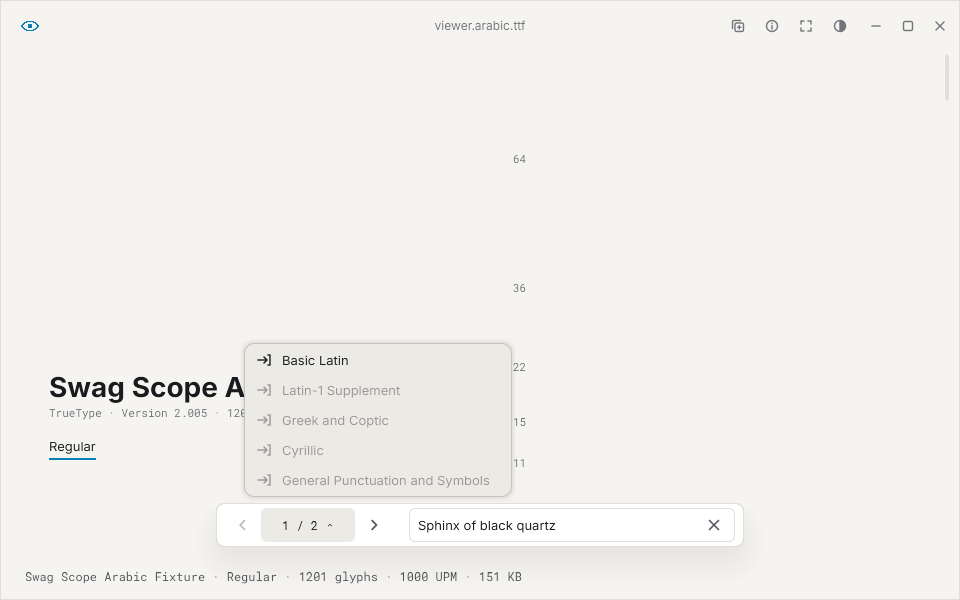 viewer.arabic.ttf
64
36
22
15
11
Swag Scope A
TrueType · Version 2.005 · 120
Regular
Basic Latin
Latin-1 Supplement
Greek and Coptic
Cyrillic
General Punctuation and Symbols
1 / 2
Sphinx of black quartz
Swag Scope Arabic Fixture · Regular · 1201 glyphs · 1000 UPM · 151 KB